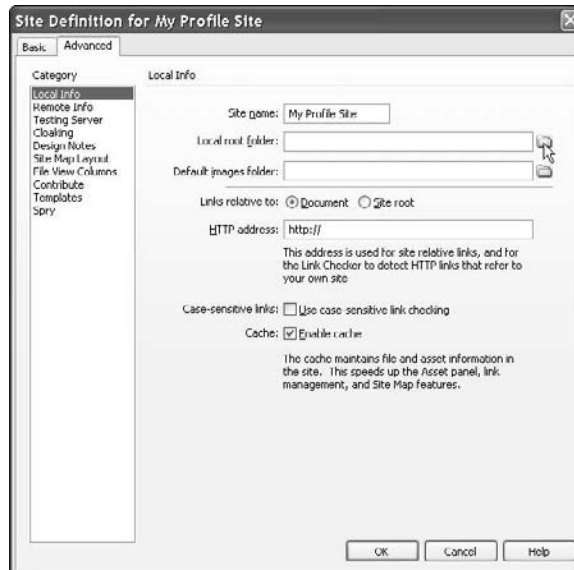 Site Definition for My Profile Site
Basic
Advanced
Category
Local Info
Remote Info
Testing Server
Cloaking
Design Notes
Site Map Layout
File View Columns
Contribute
Templates
Spry
Local Info
Site name: My Profile Site
Local root folder:
Default images folder:
Links relative to: Document Site root
HTTP address: http://
This address is used for site relative links, and for
the Link Checker to detect HTTP links that refer to
your own site
Case-sensitive links: Use case-sensitive link checking
Cache: Enable cache
The cache maintains file and asset information in
the site. This speeds up the Asset panel, link
management, and Site Map features.
OK
Cancel
Help